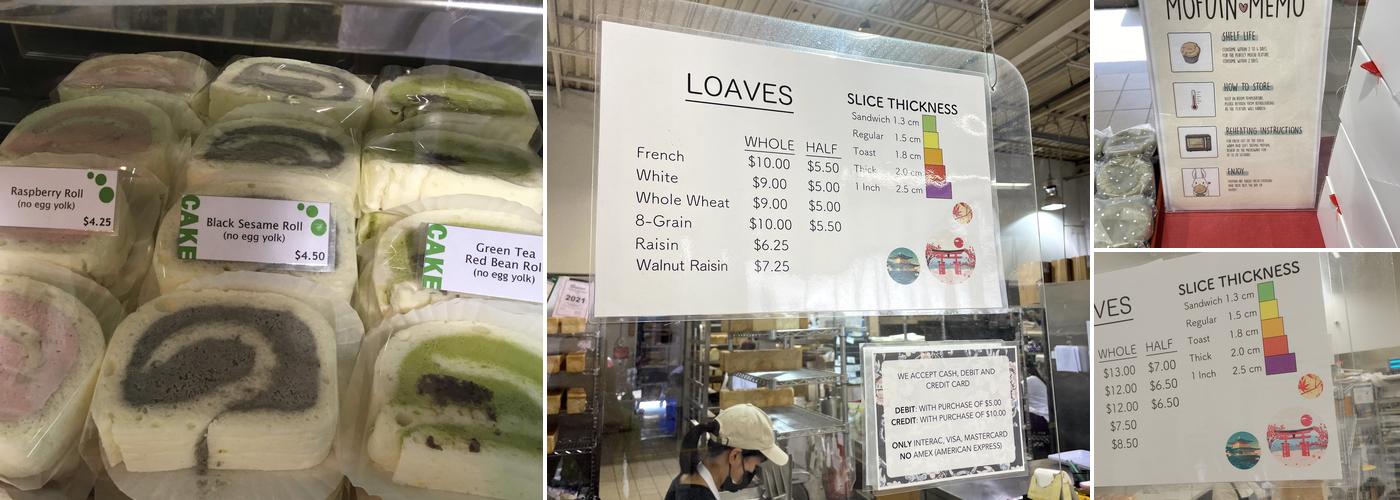 Raspberry Roll
(no egg yolk)
$4.25
CAKE
Black Sesame Roll
(no egg yolk)
$4.50
CAKE
Green Tea
Red Bean Rol
(no egg yolk)
LOAVES
WHOLE HALF
French $10.00 $5.50
White $9.00 $5.00
Whole Wheat $9.00 $5.00
8-Grain $10.00 $5.50
Raisin $6.25
Walnut Raisin $7.25
SLICE THICKNESS
Sandwich 1.3 cm
Regular 1.5 cm
Toast 1.8 cm
Thick 2.0 cm
1 Inch 2.5 cm
2021
WE ACCEPT CASH, DEBIT AND
CREDIT CARD
DEBIT: WITH PURCHASE OF $5.00
CREDIT: WITH PURCHASE OF $10.00
ONLY INTERAC, VISA, MASTERCARD
NO AMEX (AMERICAN EXPRESS)
MOFUIN MEMO
SHELF LIFE
HOW TO STORE
REHEATING INSTRUCTIONS
ENJOY
VES
WHOLE HALF
$13.00 $7.00
$12.00 $6.50
$12.00 $6.50
$7.50
$8.50
SLICE THICKNESS
Sandwich 1.3 cm
Regular 1.5 cm
Toast 1.8 cm
Thick 2.0 cm
1 Inch 2.5 cm